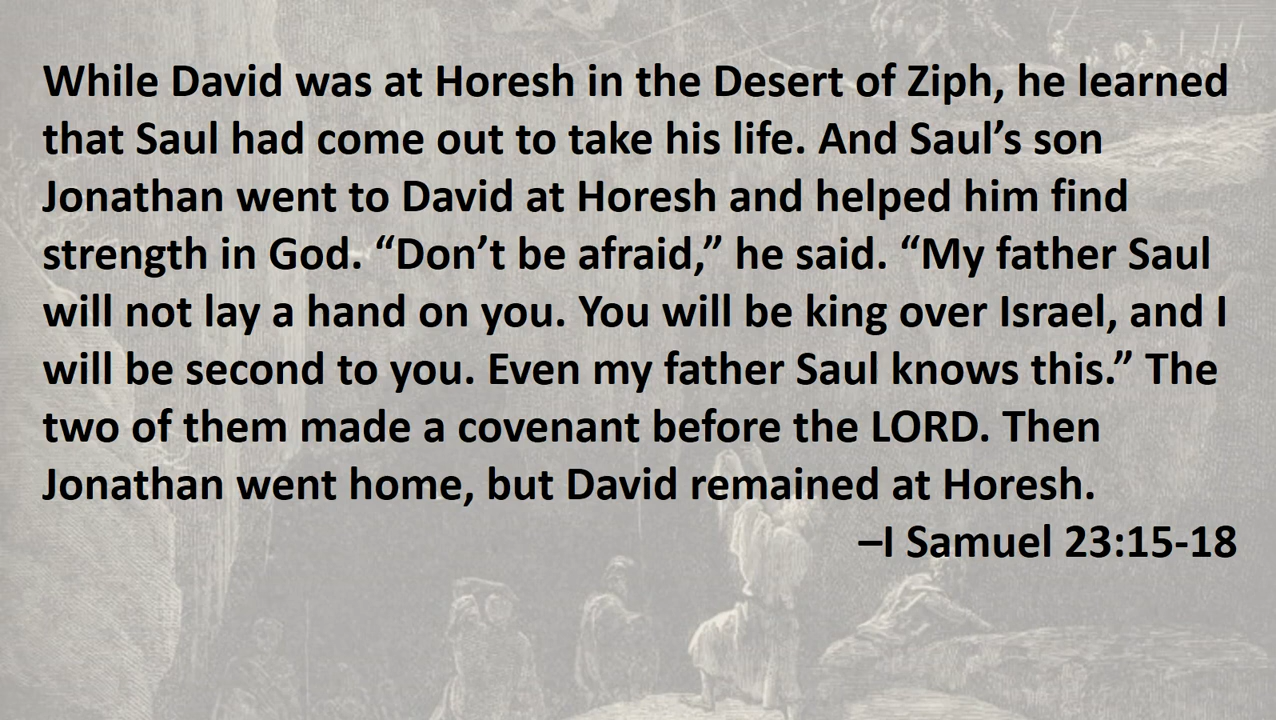 While David was at Horesh in the Desert of Ziph, he learned
that Saul had come out to take his life. And Saul’s son
Jonathan went to David at Horesh and helped him find
strength in God. “Don’t be afraid,” he said. “My father Saul
will not lay a hand on you. You will be king over Israel, and I
will be second to you. Even my father Saul knows this.” The
two of them made a covenant before the LORD. Then
Jonathan went home, but David remained at Horesh.
–I Samuel 23:15-18